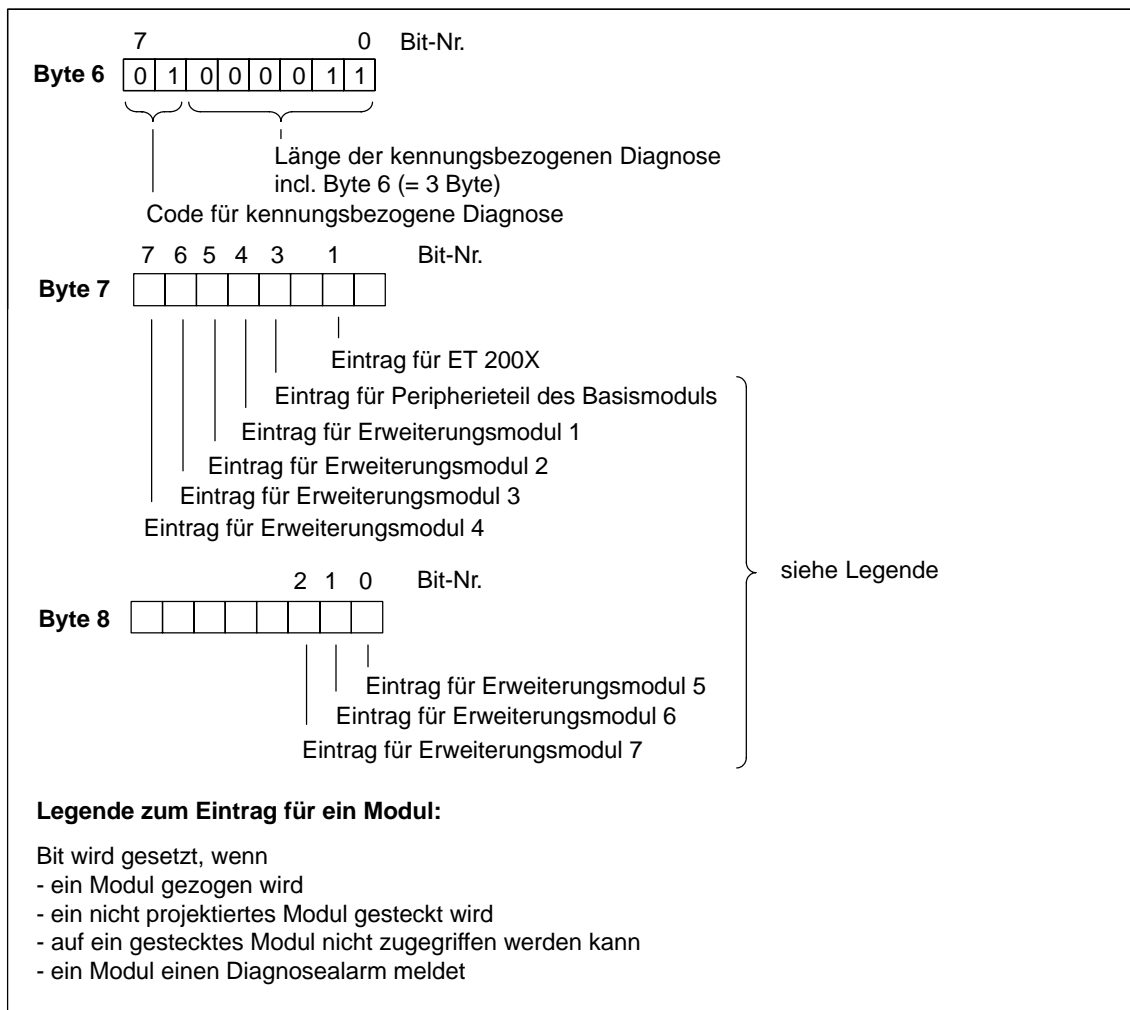 7 0 Bit-Nr.
Byte 6 0 1 0 0 0 0 1 1
Länge der kennungsbezogenen Diagnose
incl. Byte 6 (= 3 Byte)
Code für kennungsbezogene Diagnose
7 6 5 4 3 1 Bit-Nr.
Byte 7
Eintrag für ET 200X
Eintrag für Peripherieteil des Basismoduls
Eintrag für Erweiterungsmodul 1
Eintrag für Erweiterungsmodul 2
Eintrag für Erweiterungsmodul 3
Eintrag für Erweiterungsmodul 4
siehe Legende
2 1 0 Bit-Nr.
Byte 8
Eintrag für Erweiterungsmodul 5
Eintrag für Erweiterungsmodul 6
Eintrag für Erweiterungsmodul 7
Legende zum Eintrag für ein Modul:
Bit wird gesetzt, wenn
- ein Modul gezogen wird
- ein nicht projektiertes Modul gesteckt wird
- auf ein gestecktes Modul nicht zugegriffen werden kann
- ein Modul einen Diagnosealarm meldet